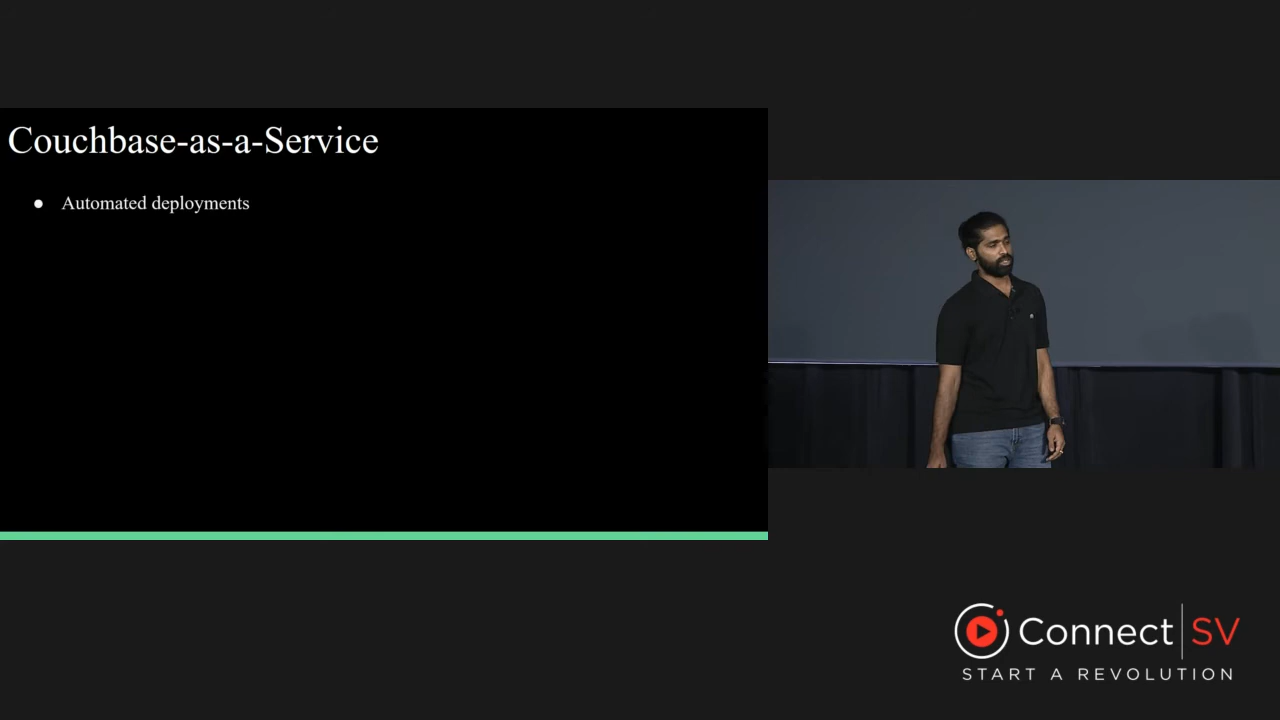 Couchbase-as-a-Service
● Automated deployments
Connect SV
START A REVOLUTION